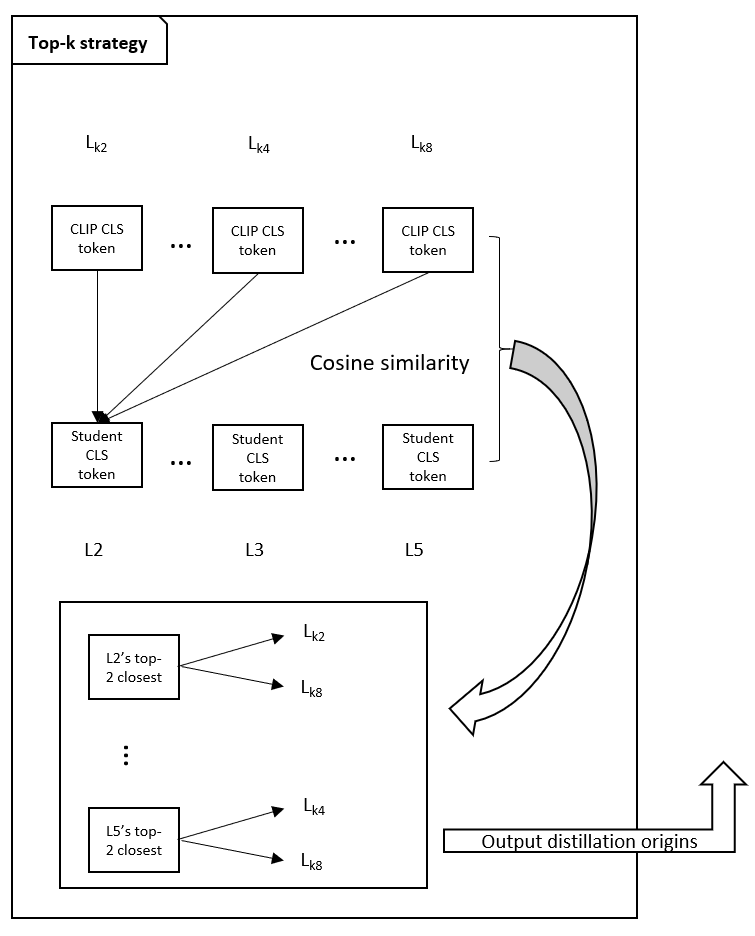 Top-k strategy
Lk2 Lk4 Lk8
CLIP CLS CLIP CLS CLIP CLS
token ... token ... token
Cosine similarity
Student Student Student
CLS ... CLS ... CLS
token token token
L2 L3 L5
Lk2
L2's top-
2 closest
Lk8
...
Lk4
L5's top-
2 closest
Lk8
Output distillation origins